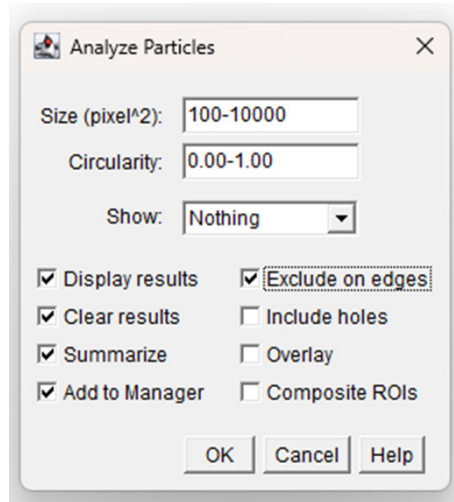 Analyze Particles
Size (pixel^2): 100-10000
Circularity: 0.00-1.00
Show: Nothing
Display results Exclude on edges
Clear results Include holes
Summarize Overlay
Add to Manager Composite ROIs
OK Cancel Help